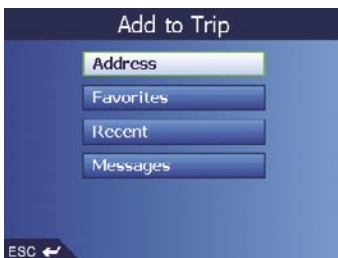 Add to Trip
Address
Favorites
Recent
Messages
ESC